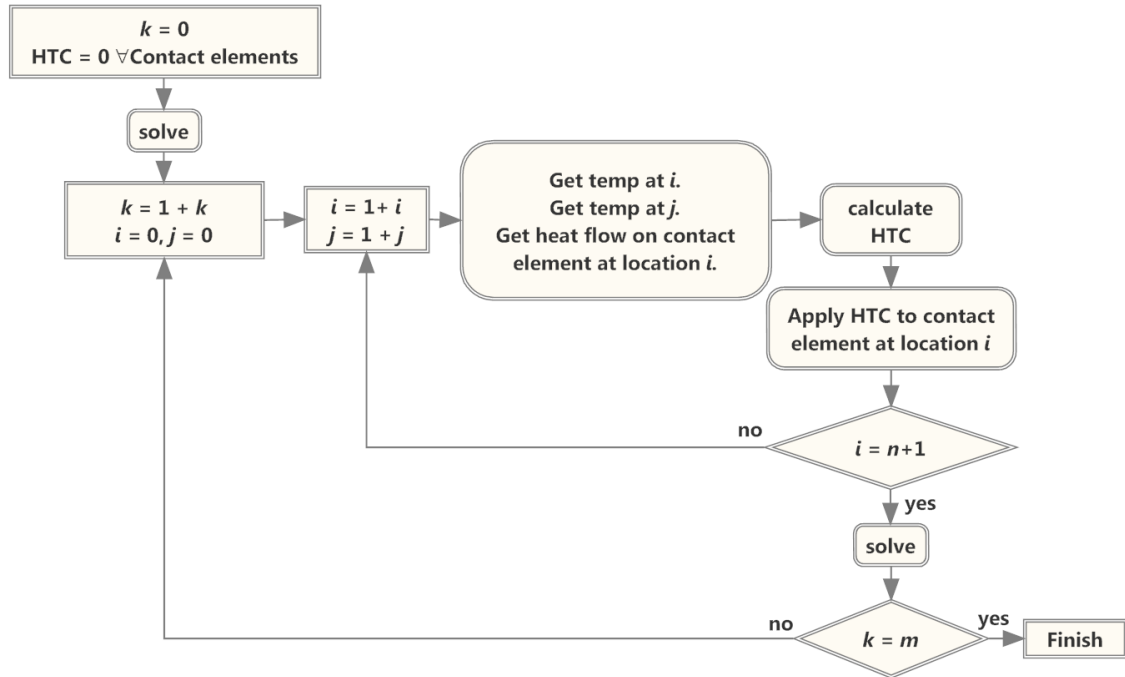 k = 0
HTC = 0 ∀Contact elements
solve
k = 1 + k
i = 0, j = 0
i = 1+ i
j = 1 + j
Get temp at i.
Get temp at j.
Get heat flow on contact
element at location i.
calculate
HTC
Apply HTC to contact
element at location i
no
i = n+1
yes
solve
no
k = m
yes
Finish